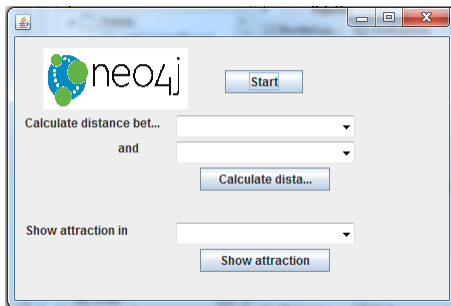 neo4j
Start
Calculate distance bet...
and
Calculate dista...
Show attraction in
Show attraction